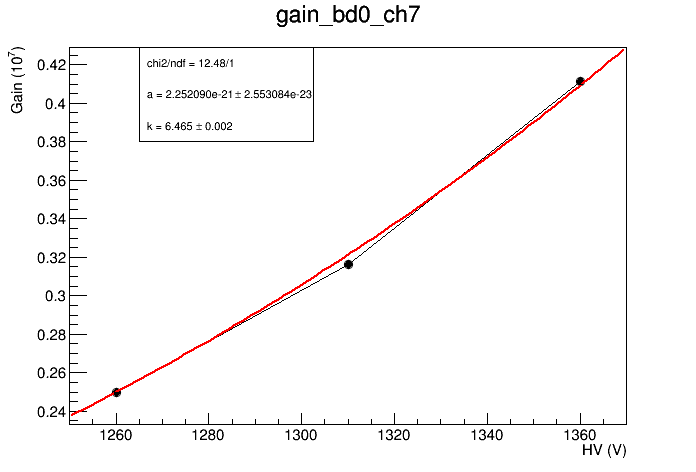 gain_bd0_ch7
Gain (10^7)
chi2/ndf = 12.48/1
a = 2.252090e-21 ± 2.553084e-23
k = 6.465 ± 0.002
0.42
0.4
0.38
0.36
0.34
0.32
0.3
0.28
0.26
0.24
1260 1280 1300 1320 1340 1360
HV (V)